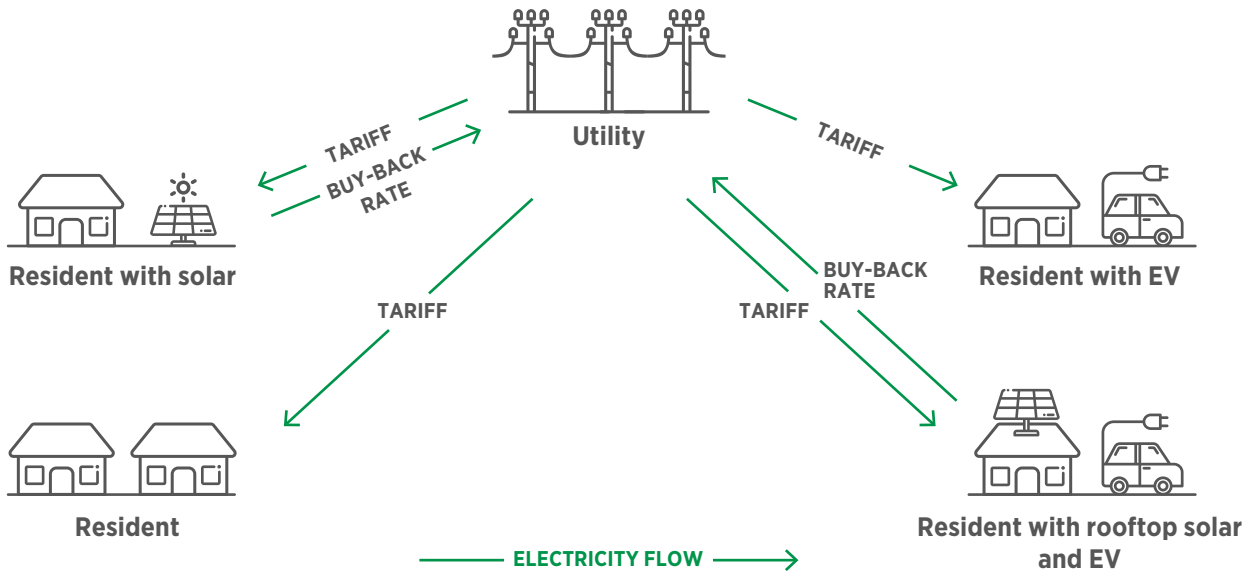 Utility
TARIFF
BUY-BACK
RATE
TARIFF
Resident with solar
Resident with EV
TARIFF
TARIFF
BUY-BACK
RATE
Resident
Resident with rooftop solar
and EV
ELECTRICITY FLOW